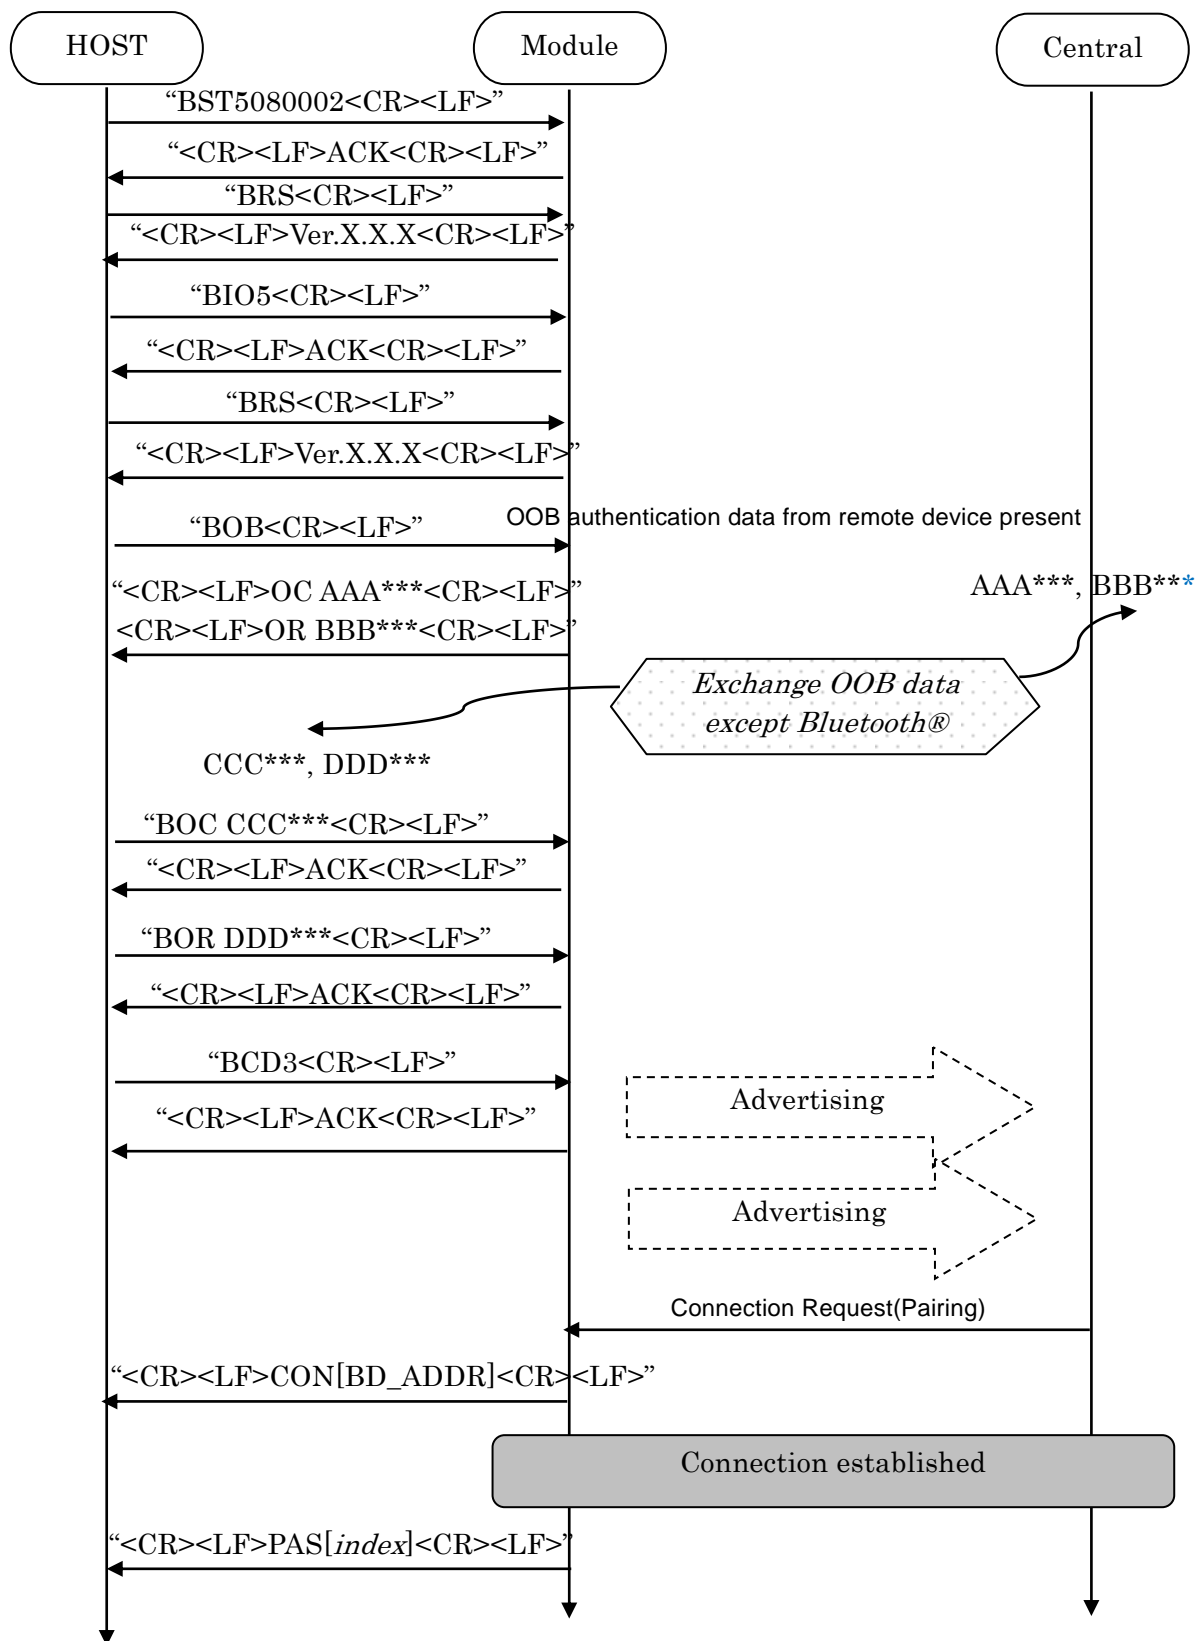 HOST
Module
Central
“BST5080002<CR><LF>”
“<CR><LF>ACK<CR><LF>”
“BRS<CR><LF>”
“<CR><LF>Ver.X.X.X<CR><LF>”
“BIO5<CR><LF>”
“<CR><LF>ACK<CR><LF>”
“BRS<CR><LF>”
“<CR><LF>Ver.X.X.X<CR><LF>”
“BOB<CR><LF>”
OOB authentication data from remote device present
“<CR><LF>OC AAA***<CR><LF>”
<CR><LF>OR BBB***<CR><LF>”
AAA***, BBB***
Exchange OOB data
except Bluetooth®
CCC***, DDD***
“BOC CCC***<CR><LF>”
“<CR><LF>ACK<CR><LF>”
“BOR DDD***<CR><LF>”
“<CR><LF>ACK<CR><LF>”
“BCD3<CR><LF>”
“<CR><LF>ACK<CR><LF>”
Advertising
Advertising
Connection Request(Pairing)
“<CR><LF>CON[BD_ADDR]<CR><LF>”
Connection established
“<CR><LF>PAS[index]<CR><LF>”